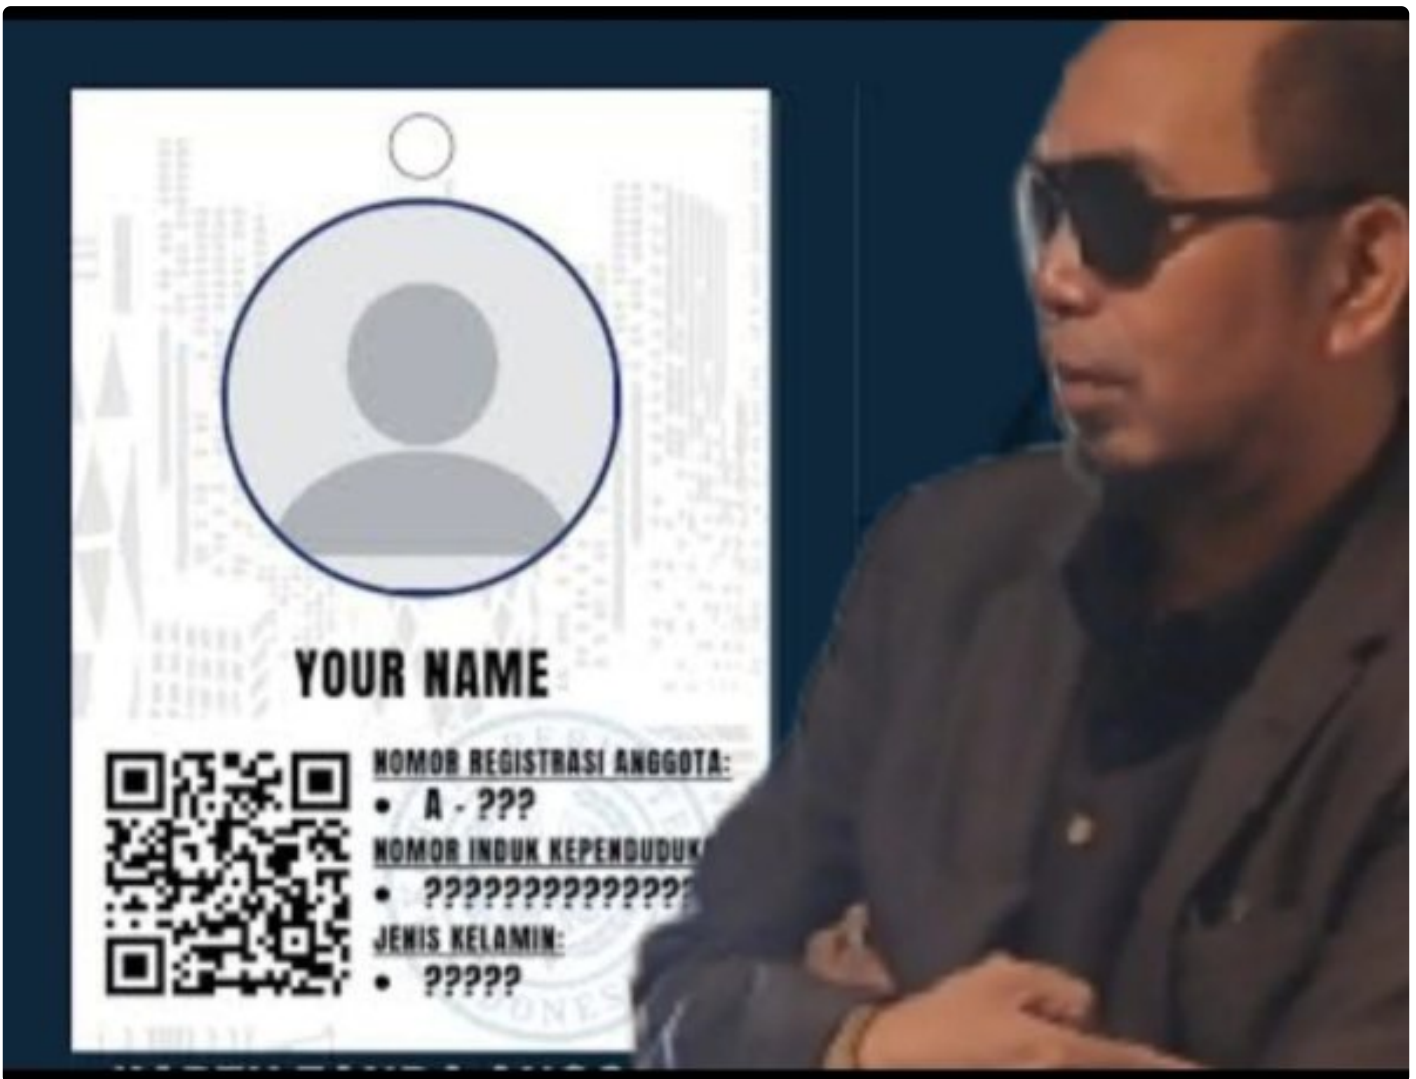 YOUR NAME
NOMOR REGISTRASI ANGGOTA:
• A - ???
NOMOR INDUK KEPENDUDUK
• ??????????????
JENIS KELAMIN:
• ?????